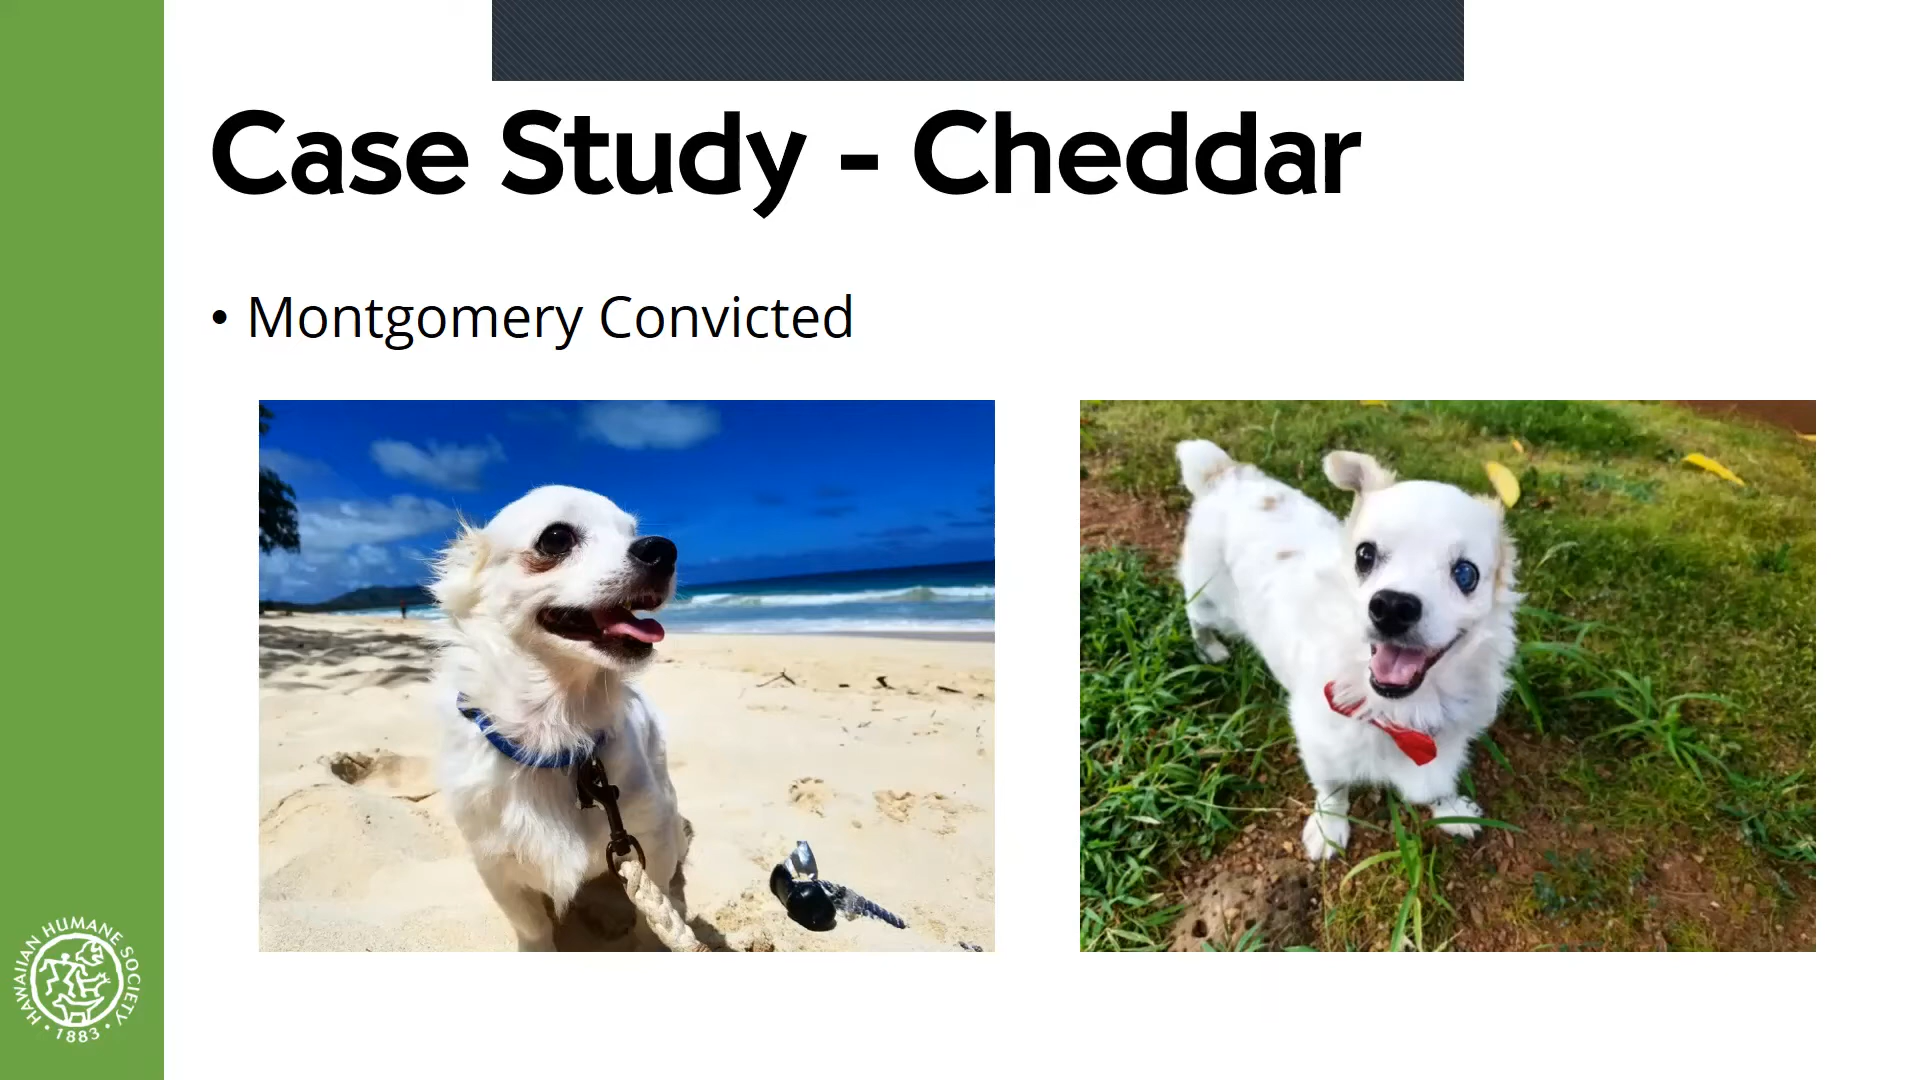 Case Study - Cheddar
• Montgomery Convicted
HAWAIIAN HUMANE SOCIETY
• 1883 •